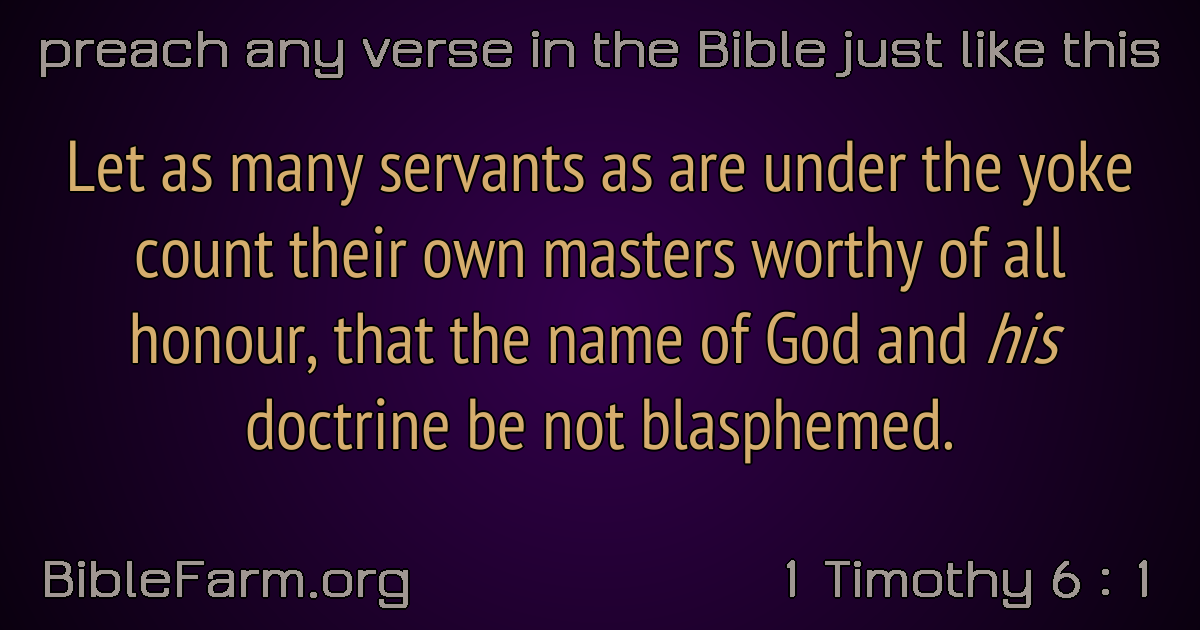 preach any verse in the Bible just like this
Let as many servants as are under the yoke
count their own masters worthy of all
honour, that the name of God and his
doctrine be not blasphemed.
BibleFarm.org
1 Timothy 6 : 1